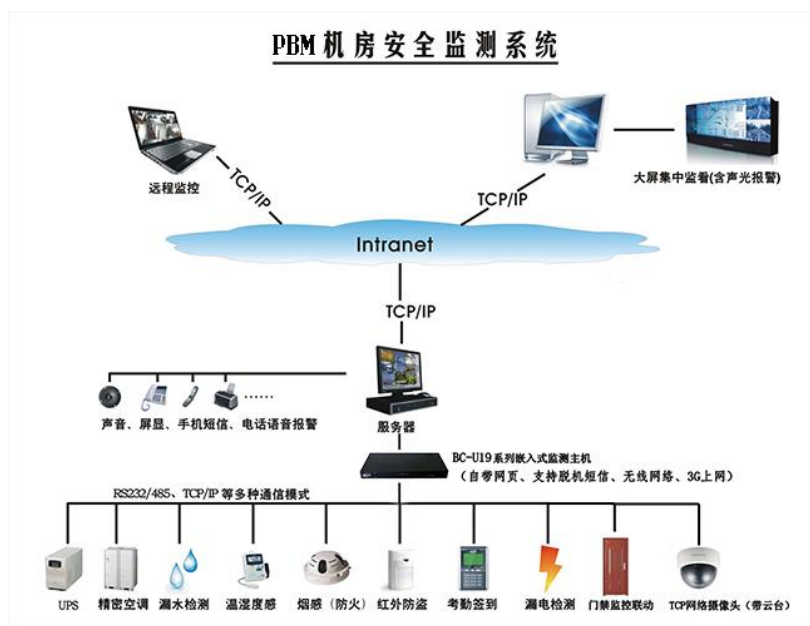 PBM 机房安全监测系统
远程监控
TCP/IP
TCP/IP
大屏集中监看(含声光报警)
Intranet
TCP/IP
声音、屏显、手机短信、电话语音报警
服务器
BC-U19系列嵌入式监测主机
(自带网页、支持脱机短信、无线网络、3G上网)
RS232/485、TCP/IP 等多种通信模式
UPS
精密空调
漏水检测
温湿度感
烟感（防火）
红外防盗
考勤签到
漏电检测
门禁监控联动
TCP网络摄像头（带云台）